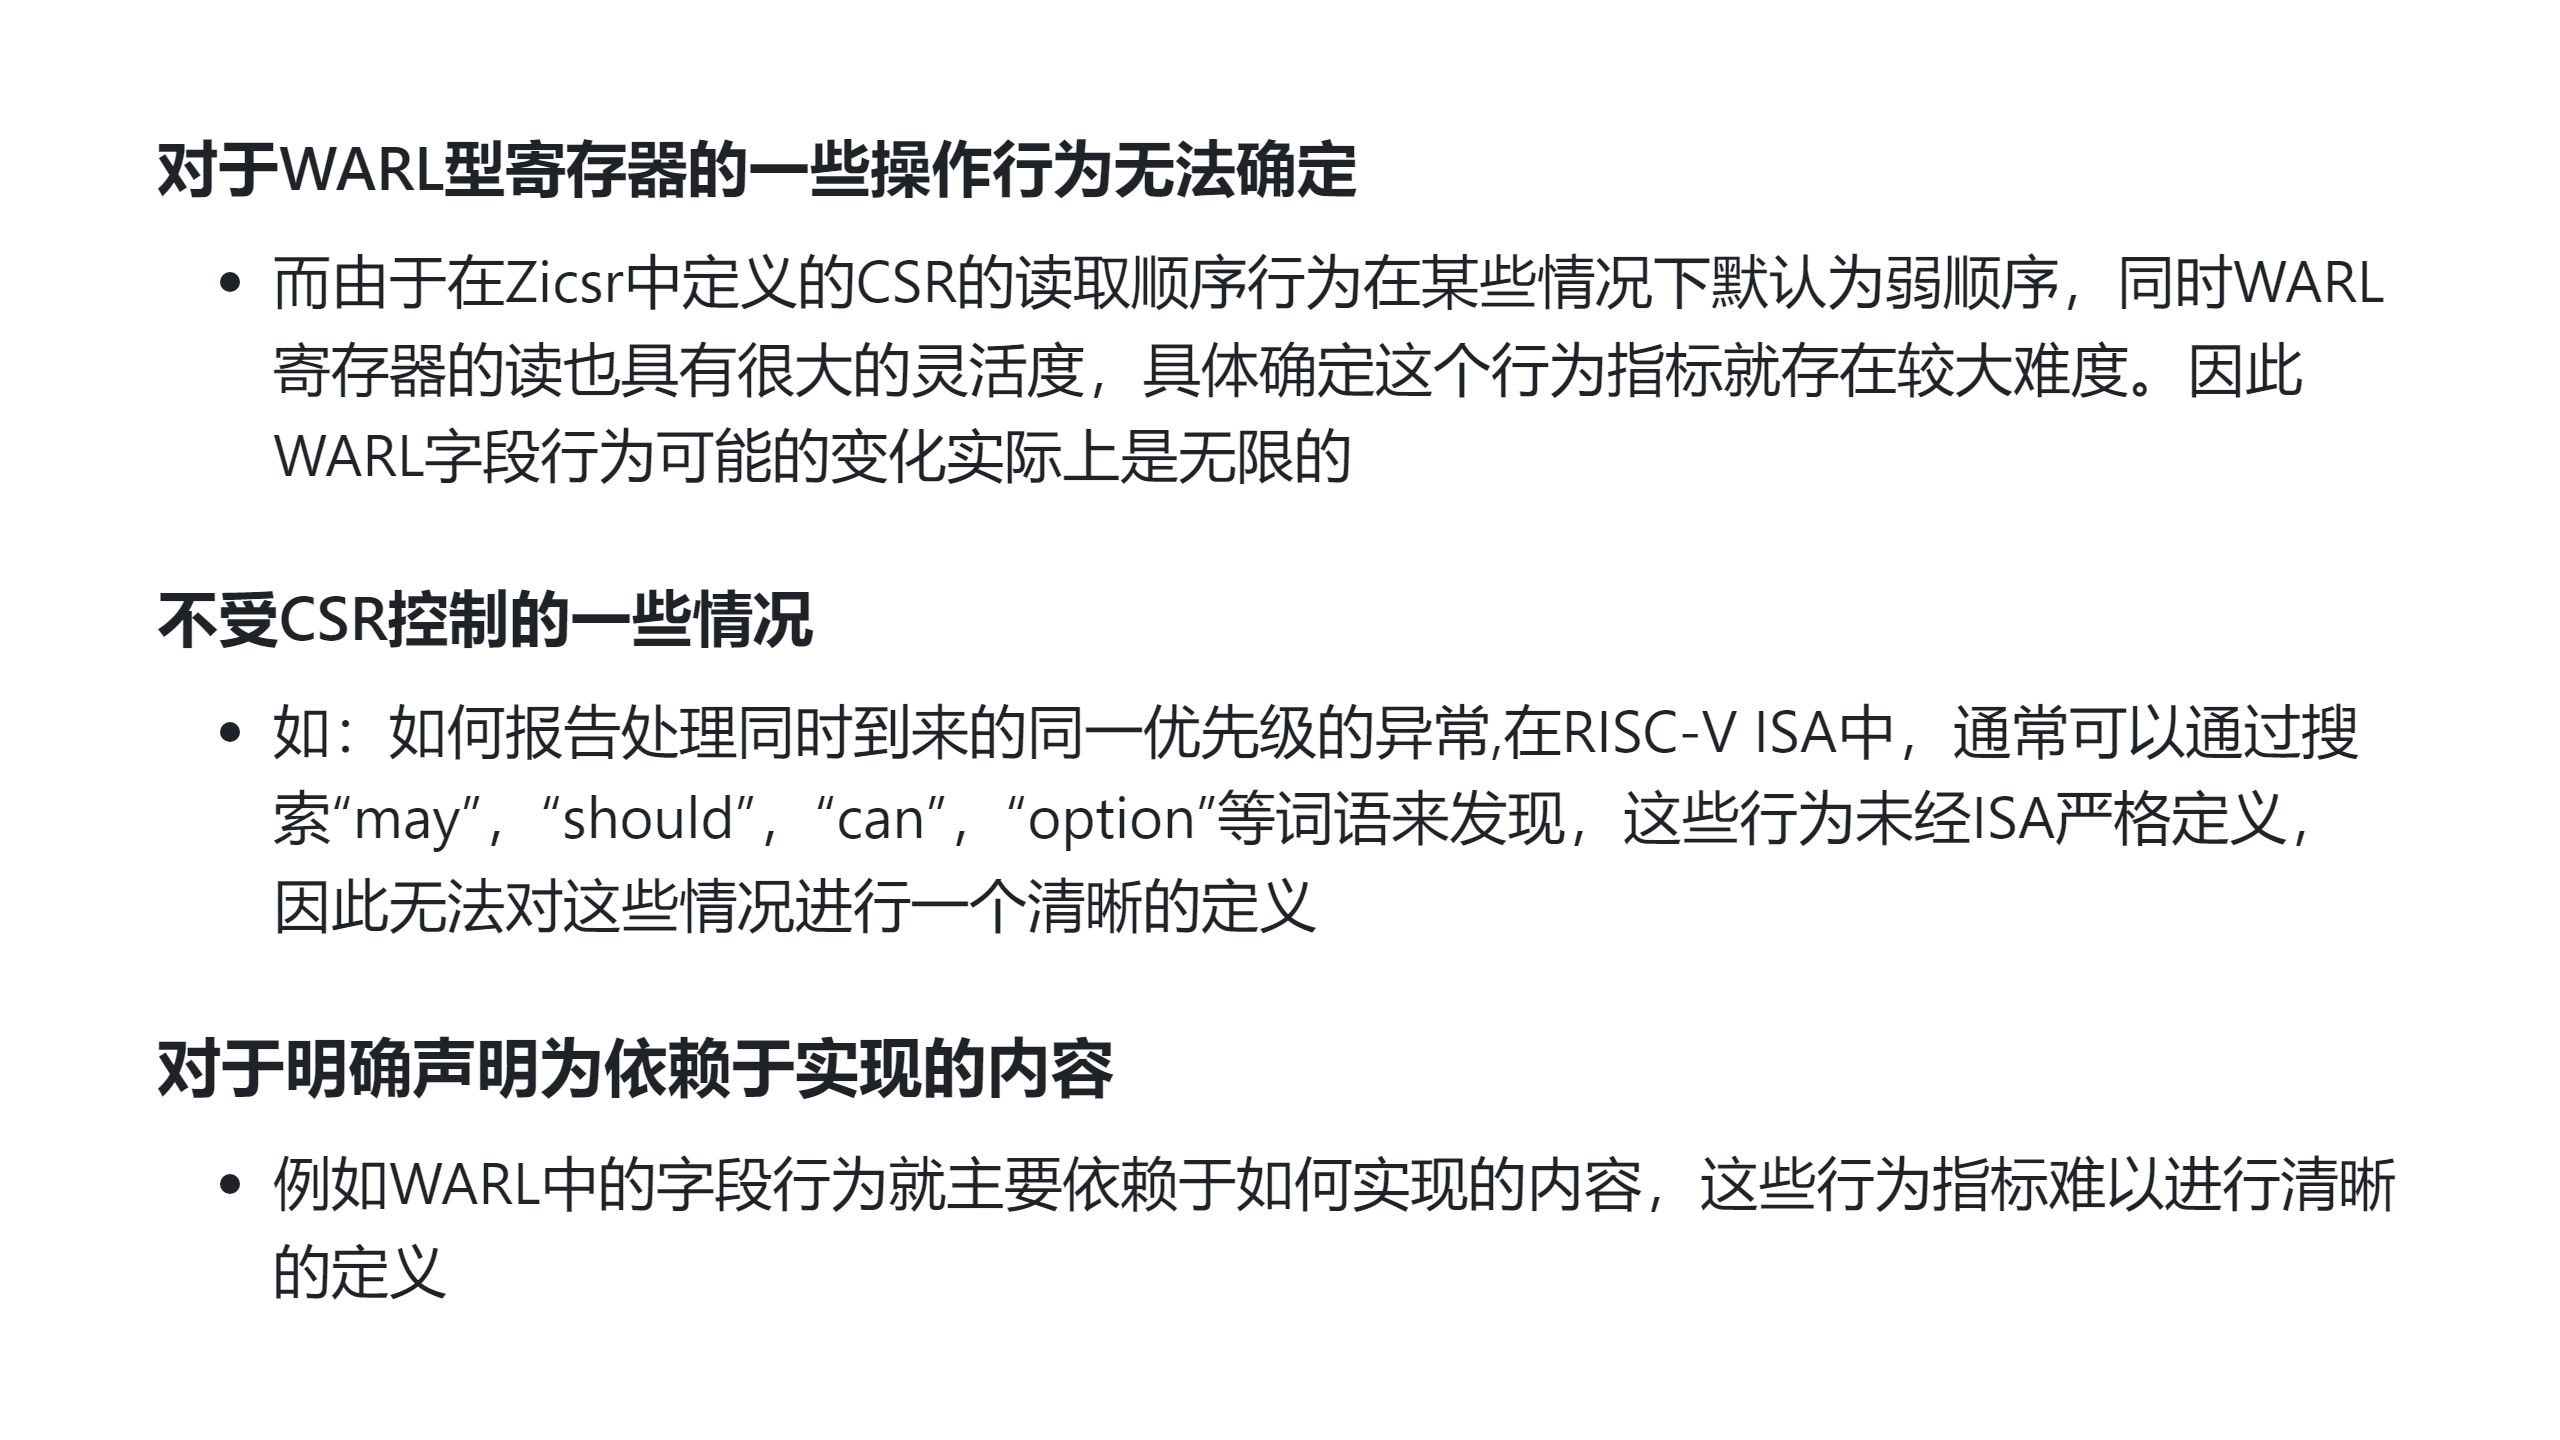 对于WARL型寄存器的一些操作行为无法确定
• 而由于在Zicsr中定义的CSR的读取顺序行为在某些情况下默认为弱顺序，同时WARL
寄存器的读也具有很大的灵活度，具体确定这个行为指标就存在较大难度。因此
WARL字段行为可能的变化实际上是无限的
不受CSR控制的一些情况
• 如：如何报告处理同时到来的同一优先级的异常,在RISC-V ISA中，通常可以通过搜
索“may”，“should”，“can”，“option”等词语来发现，这些行为未经ISA严格定义，
因此无法对这些情况进行一个清晰的定义
对于明确声明为依赖于实现的内容
• 例如WARL中的字段行为就主要依赖于如何实现的内容，这些行为指标难以进行清晰
的定义